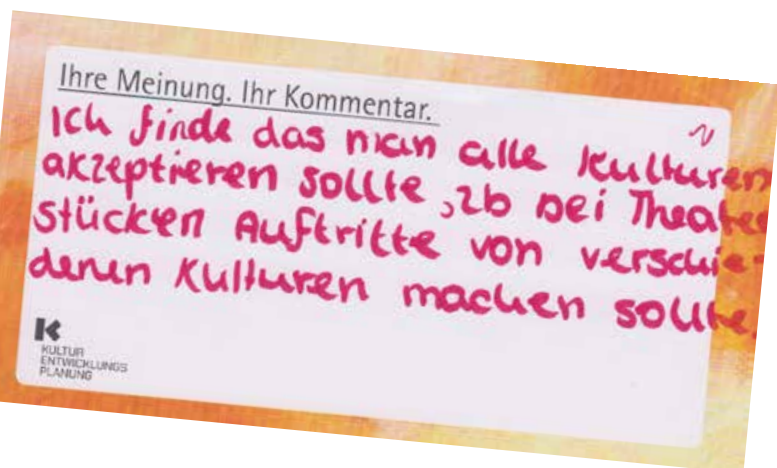 Ihre Meinung. Ihr Kommentar.
Ich finde das man alle Kulturen
akzeptieren sollte, zb bei Theater
stücken Auftritte von verschie-
denen Kulturen machen sollte.
K
KULTUR
ENTWICKLUNGS
PLANUNG